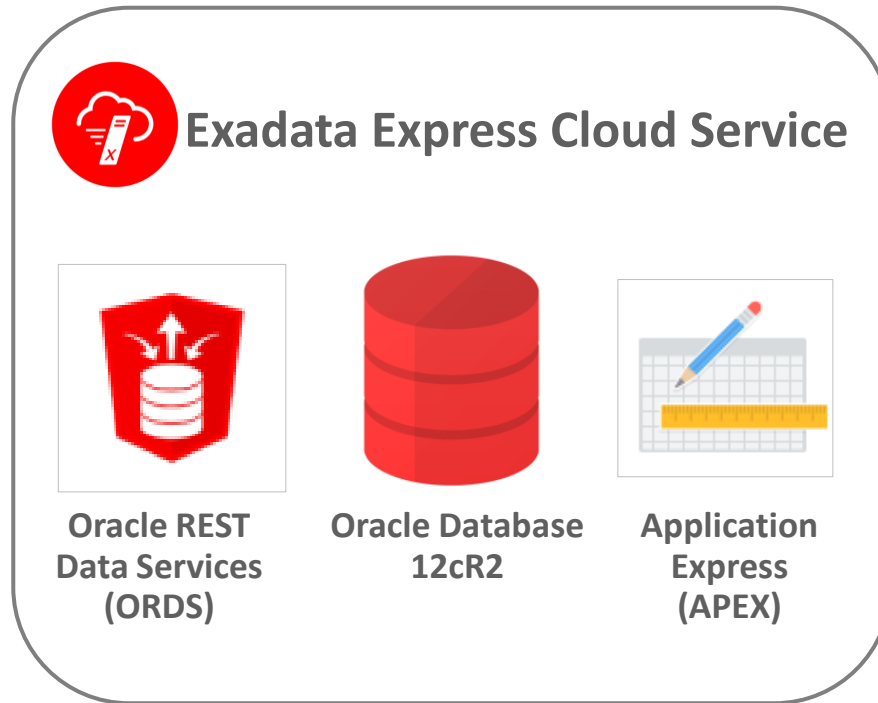 Exadata Express Cloud Service
X
Oracle REST
Data Services
(ORDS)
Oracle Database
12cR2
Application
Express
(APEX)